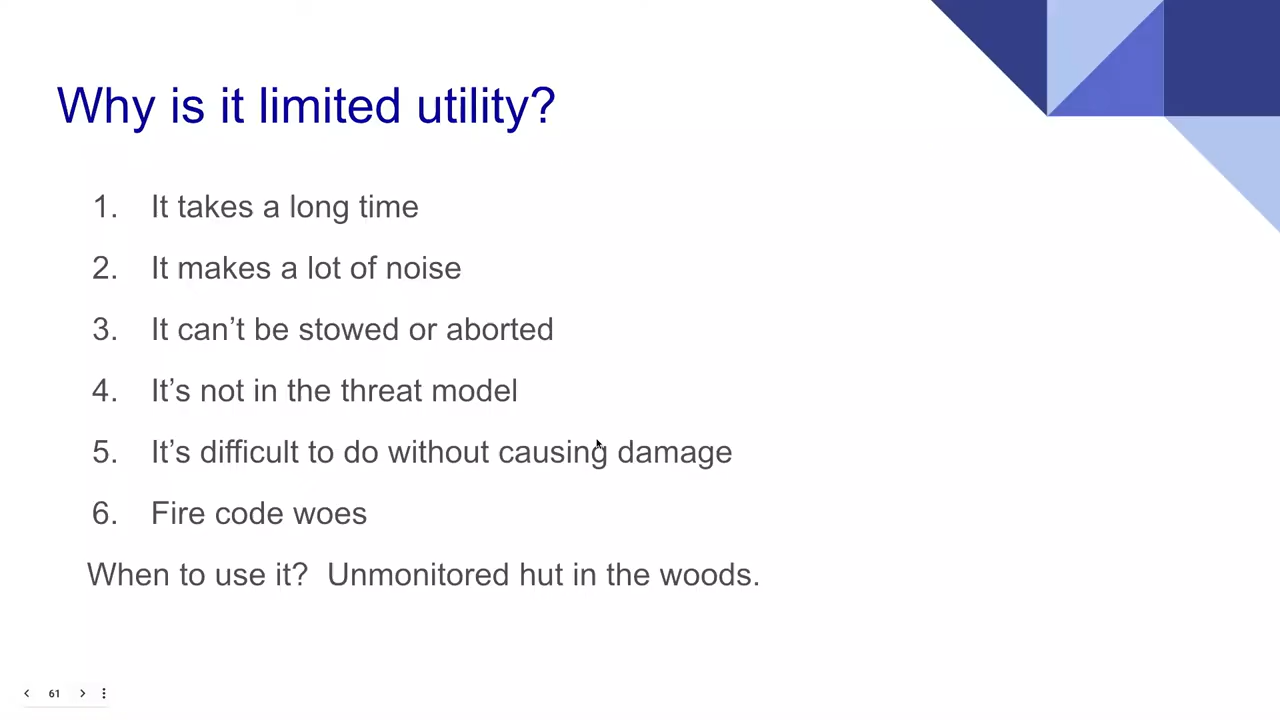 Why is it limited utility?
1. It takes a long time
2. It makes a lot of noise
3. It can’t be stowed or aborted
4. It’s not in the threat model
5. It’s difficult to do without causing damage
6. Fire code woes
When to use it?  Unmonitored hut in the woods.
61